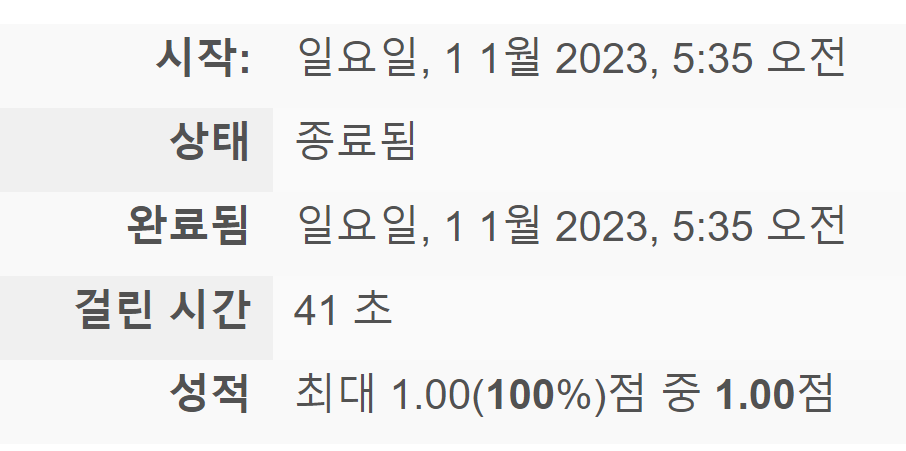 시작: 일요일, 1 1월 2023, 5:35 오전
상태 종료됨
완료됨 일요일, 1 1월 2023, 5:35 오전
걸린 시간 41 초
성적 최대 1.00(100%)점 중 1.00점